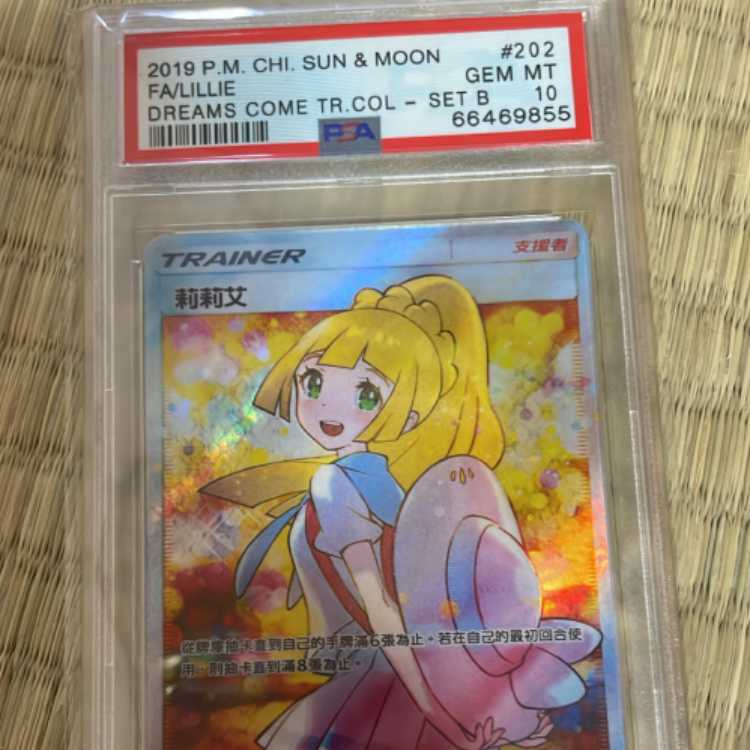 2019 P.M. CHI. SUN & MOON #202
FA/LILLIE GEM MT
DREAMS COME TR.COL - SET B 10
66469855
PSA
TRAINER 支援者
莉莉艾
從牌庫抽卡直到自己的手牌滿6張為止。若在自己的最初回合使
用,則抽卡直到滿8張為止。